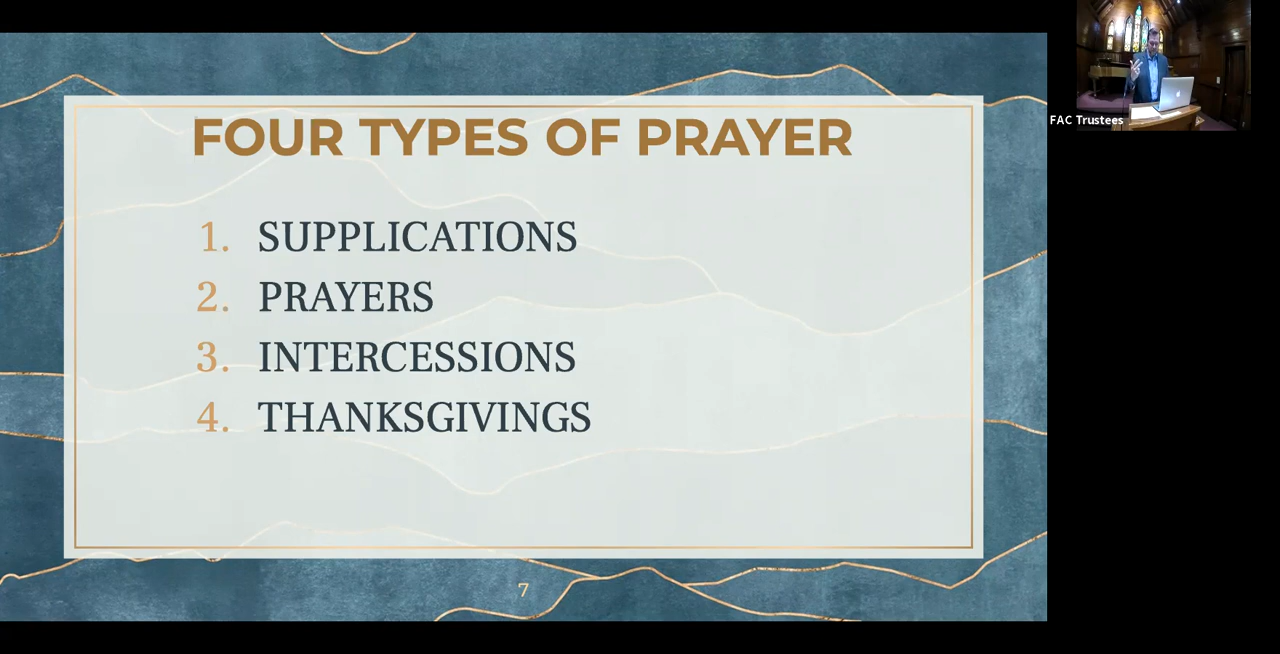 FOUR TYPES OF PRAYER
1. SUPPLICATIONS
2. PRAYERS
3. INTERCESSIONS
4. THANKSGIVINGS
7
FAC Trustees